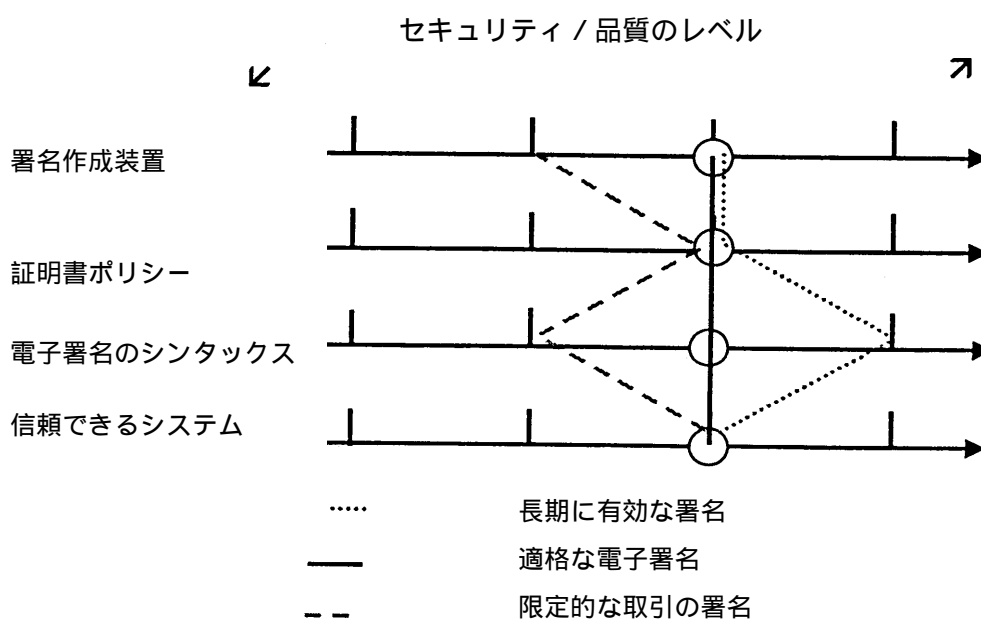 セキュリティ / 品質のレベル
署名作成装置
証明書ポリシー
電子署名のシンタックス
信頼できるシステム
長期に有効な署名
適格な電子署名
限定的な取引の署名